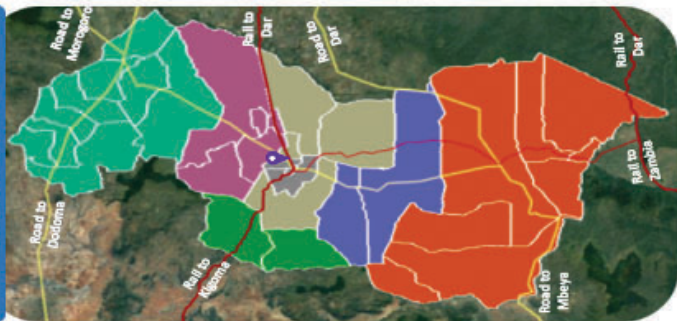 Road to
Morogoro
Rail to
Dar
Road to
Dar
Rail to
Dar
Road to
Dodoma
Rail to
Kigoma
Road to
Mbeya
Rail to
Zambia